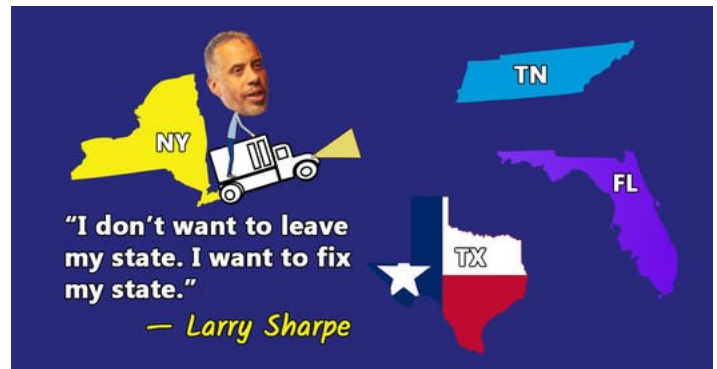 NY
TN
FL
TX
“I don’t want to leave
my state. I want to fix
my state.”
— Larry Sharpe